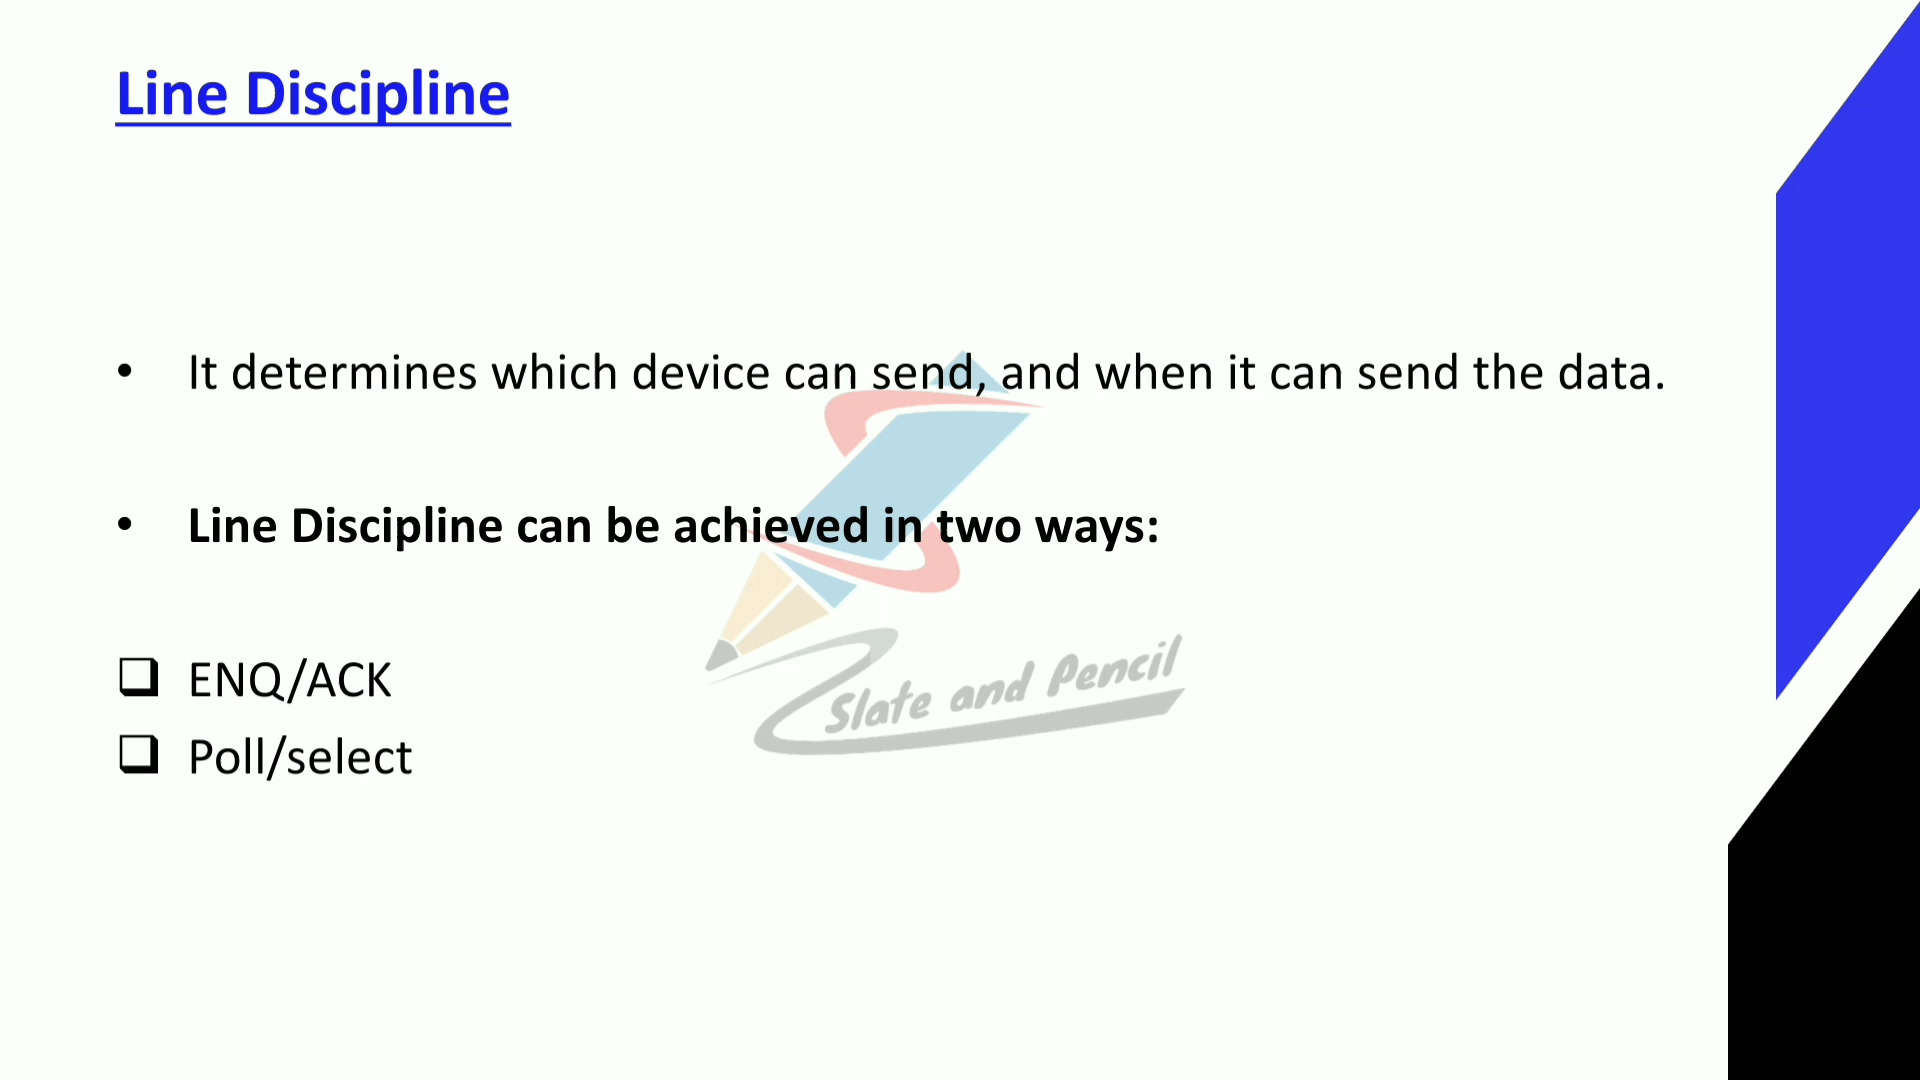 Line Discipline
• It determines which device can send, and when it can send the data.
• Line Discipline can be achieved in two ways:
❑ ENQ/ACK
❑ Poll/select
Slate and Pencil